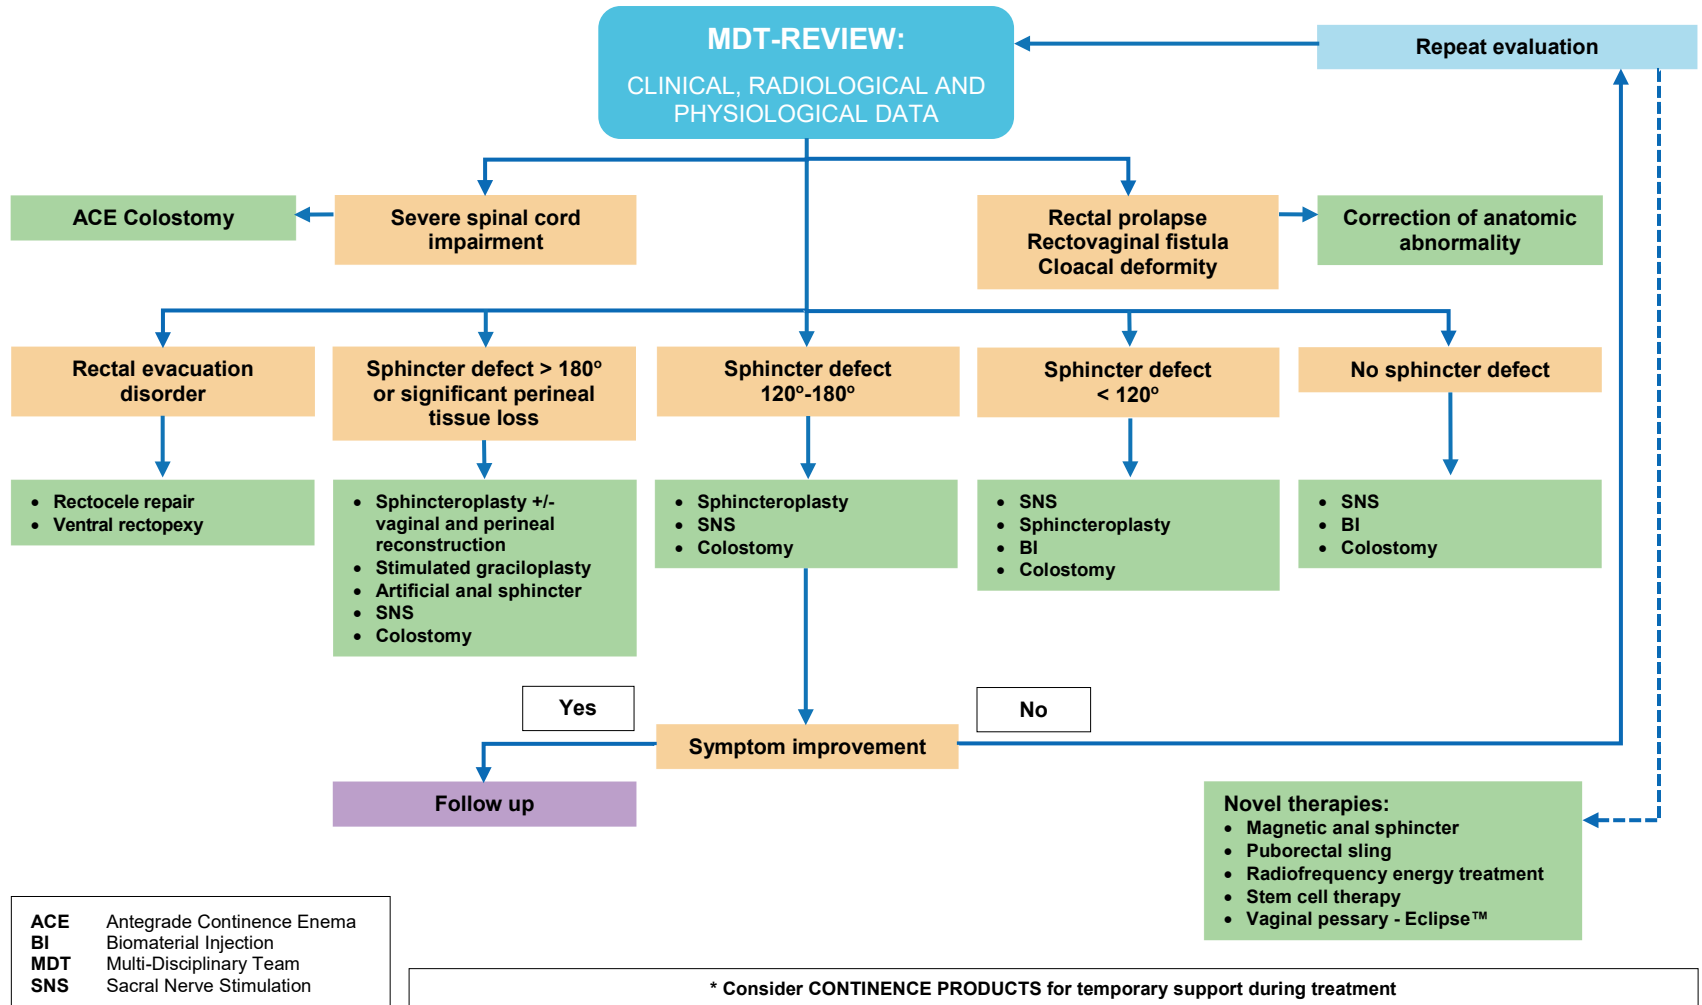 MDT-REVIEW:
CLINICAL, RADIOLOGICAL AND
PHYSIOLOGICAL DATA
Repeat evaluation
ACE Colostomy
Severe spinal cord
impairment
Rectal prolapse
Rectovaginal fistula
Cloacal deformity
Correction of anatomic
abnormality
Rectal evacuation
disorder
Sphincter defect > 180º
or significant perineal
tissue loss
Sphincter defect
120º-180º
Sphincter defect
< 120º
No sphincter defect
• Rectocele repair
• Ventral rectopexy
• Sphincteroplasty +/-
vaginal and perineal
reconstruction
• Stimulated graciloplasty
• Artificial anal sphincter
• SNS
• Colostomy
• Sphincteroplasty
• SNS
• Colostomy
• SNS
• Sphincteroplasty
• BI
• Colostomy
• SNS
• BI
• Colostomy
Yes
No
Symptom improvement
Follow up
Novel therapies:
• Magnetic anal sphincter
• Puborectal sling
• Radiofrequency energy treatment
• Stem cell therapy
• Vaginal pessary - Eclipse™
ACE Antegrade Continence Enema
BI Biomaterial Injection
MDT Multi-Disciplinary Team
SNS Sacral Nerve Stimulation
* Consider CONTINENCE PRODUCTS for temporary support during treatment